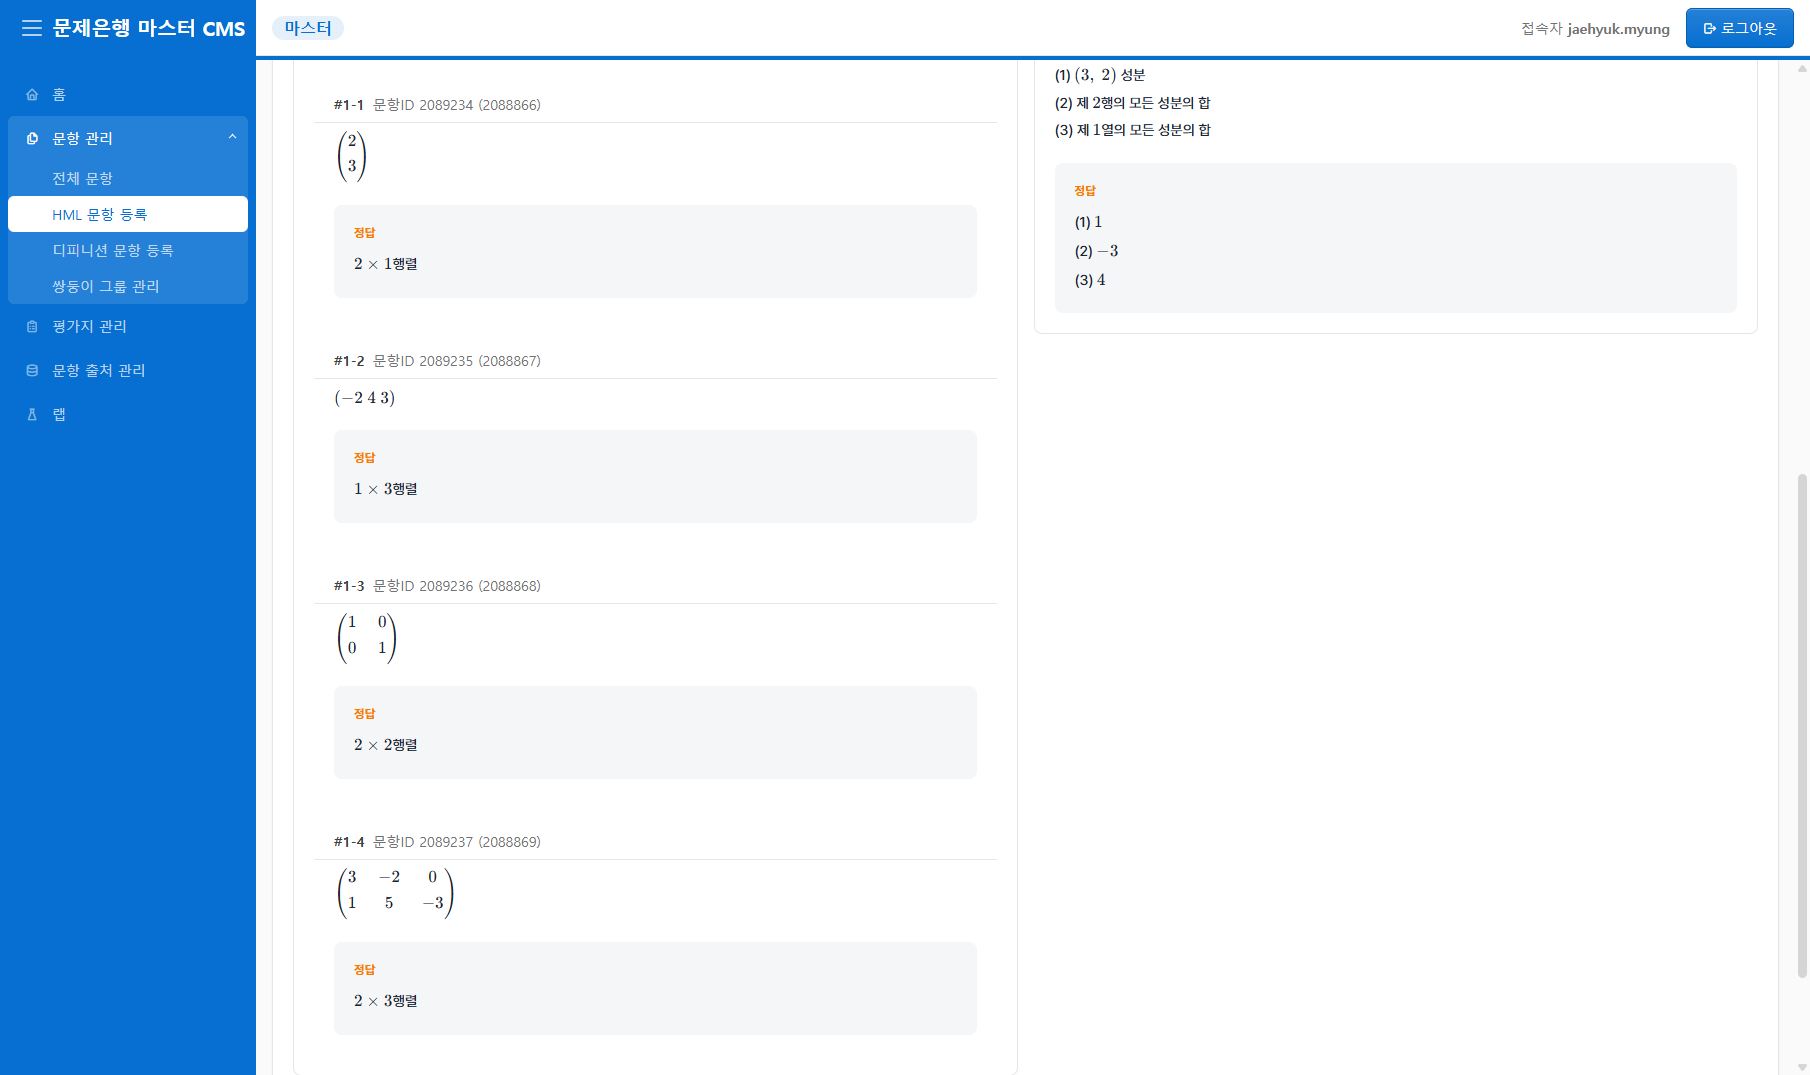 문제은행 마스터 CMS
홈
문항 관리
전체 문항
HML 문항 등록
디피니션 문항 등록
쌍둥이 그룹 관리
평가지 관리
문항 출처 관리
랩
마스터
접속자 jaehyuk.myung
로그아웃
#1-1 문항ID 2089234 (2088866)
(2
3)
정답
2 × 1행렬
#1-2 문항ID 2089235 (2088867)
(−2 4 3)
정답
1 × 3행렬
#1-3 문항ID 2089236 (2088868)
(1 0
0 1)
정답
2 × 2행렬
#1-4 문항ID 2089237 (2088869)
(3 −2 0
1 5 −3)
정답
2 × 3행렬
(1) (3, 2) 성분
(2) 제 2행의 모든 성분의 합
(3) 제 1열의 모든 성분의 합
정답
(1) 1
(2) −3
(3) 4